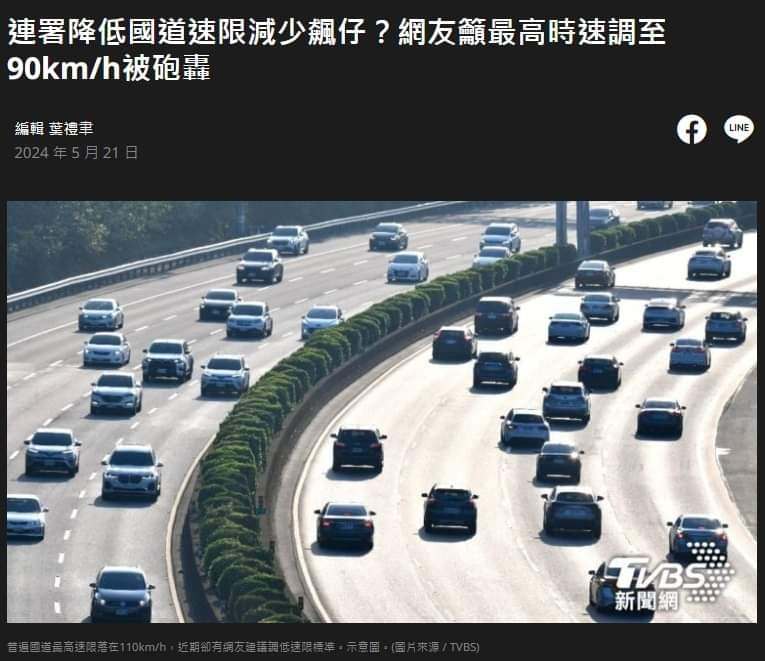 連署降低國道速限減少飆仔？網友籲最高時速調至
90km/h被砲轟
編輯 葉禮聿
2024 年 5 月 21 日
LINE
TVBS
新聞網
普遍國道最高速限落在110km/h，近期卻有網友建議調低速限標準。示意圖。(圖片來源 / TVBS)